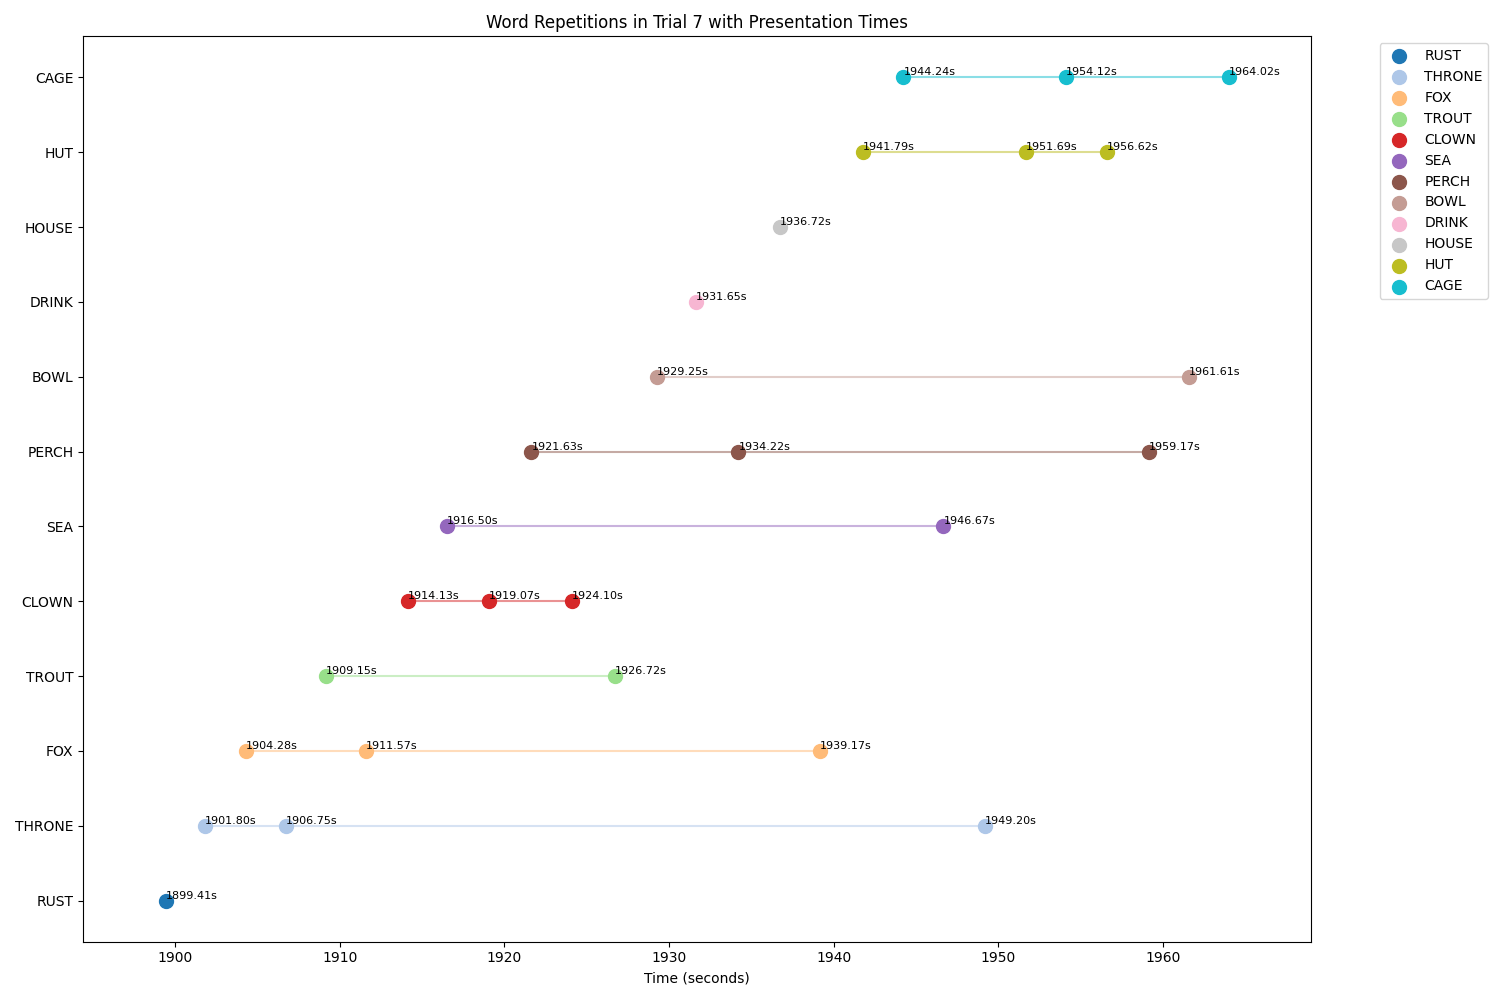 Word Repetitions in Trial 7 with Presentation Times
CAGE 1944.24s 1954.12s 1964.02s
HUT 1941.79s 1951.69s 1956.62s
HOUSE 1936.72s
DRINK 1931.65s
BOWL 1929.25s 1961.61s
PERCH 1921.63s 1934.22s 1959.17s
SEA 1916.50s 1946.67s
CLOWN 1914.13s 1919.07s 1924.10s
TROUT 1909.15s 1926.72s
FOX 1904.28s 1911.57s 1939.17s
THRONE 1901.80s 1906.75s 1949.20s
RUST 1899.41s
1900 1910 1920 1930 1940 1950 1960
Time (seconds)
RUST
THRONE
FOX
TROUT
CLOWN
SEA
PERCH
BOWL
DRINK
HOUSE
HUT
CAGE